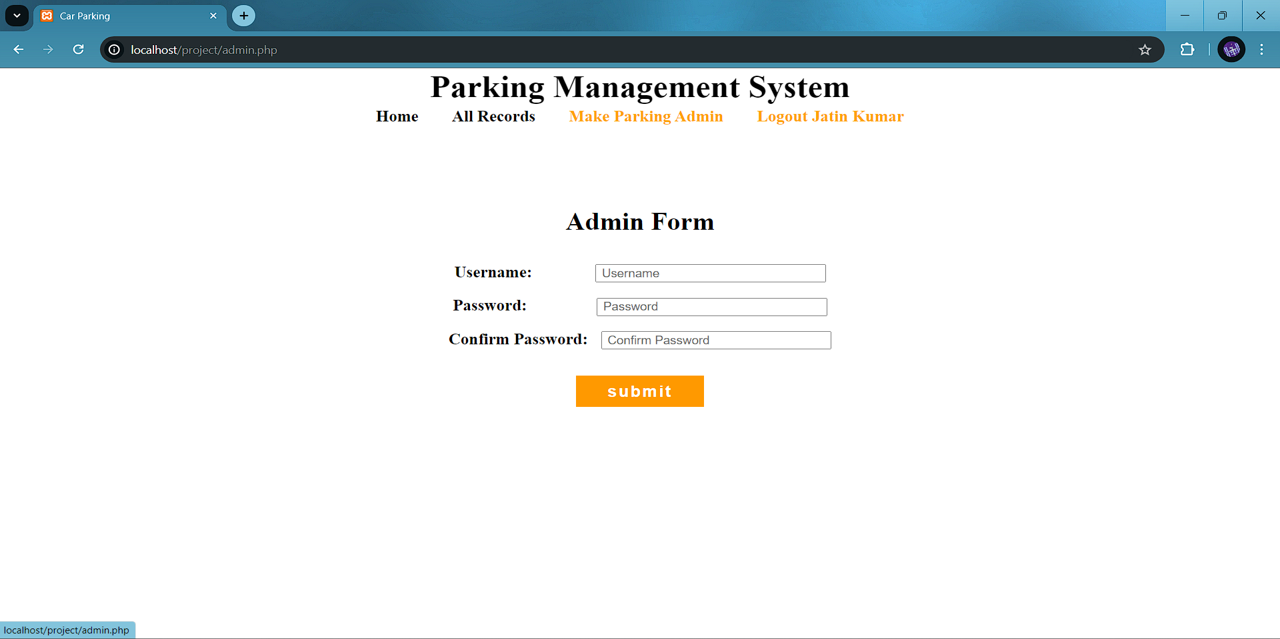 Car Parking
localhost/project/admin.php
Parking Management System
Home All Records Make Parking Admin Logout Jatin Kumar
Admin Form
Username: Username
Password: Password
Confirm Password: Confirm Password
submit
localhost/project/admin.php